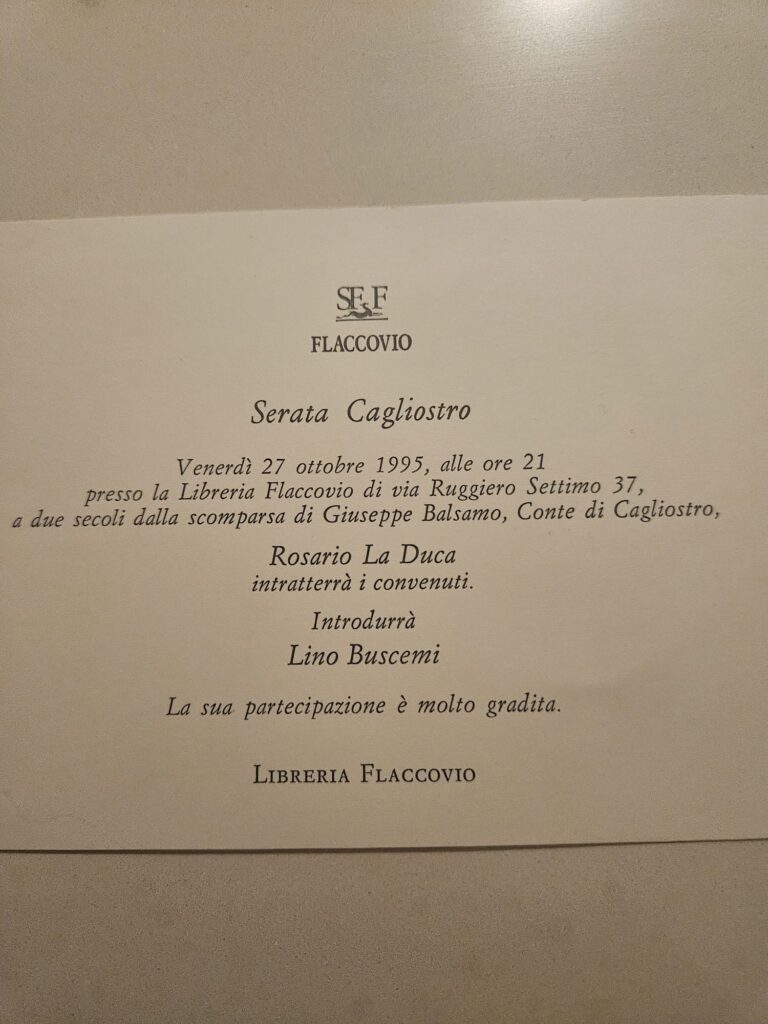 SF F
FLACCOVIO
Serata Cagliostro
Venerdì 27 ottobre 1995, alle ore 21
presso la Libreria Flaccovio di via Ruggiero Settimo 37,
a due secoli dalla scomparsa di Giuseppe Balsamo, Conte di Cagliostro,
Rosario La Duca
intratterrà i convenuti.
Introdurrà
Lino Buscemi
La sua partecipazione è molto gradita.
LIBRERIA FLACCOVIO